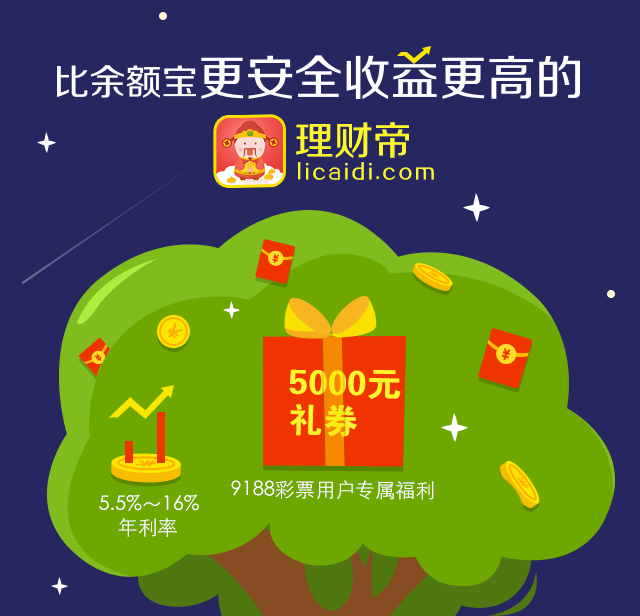 比余额宝更安全收益更高的
理财帝
licaidi.com
5000元
礼券
9188彩票用户专属福利
5.5%～16%
年利率